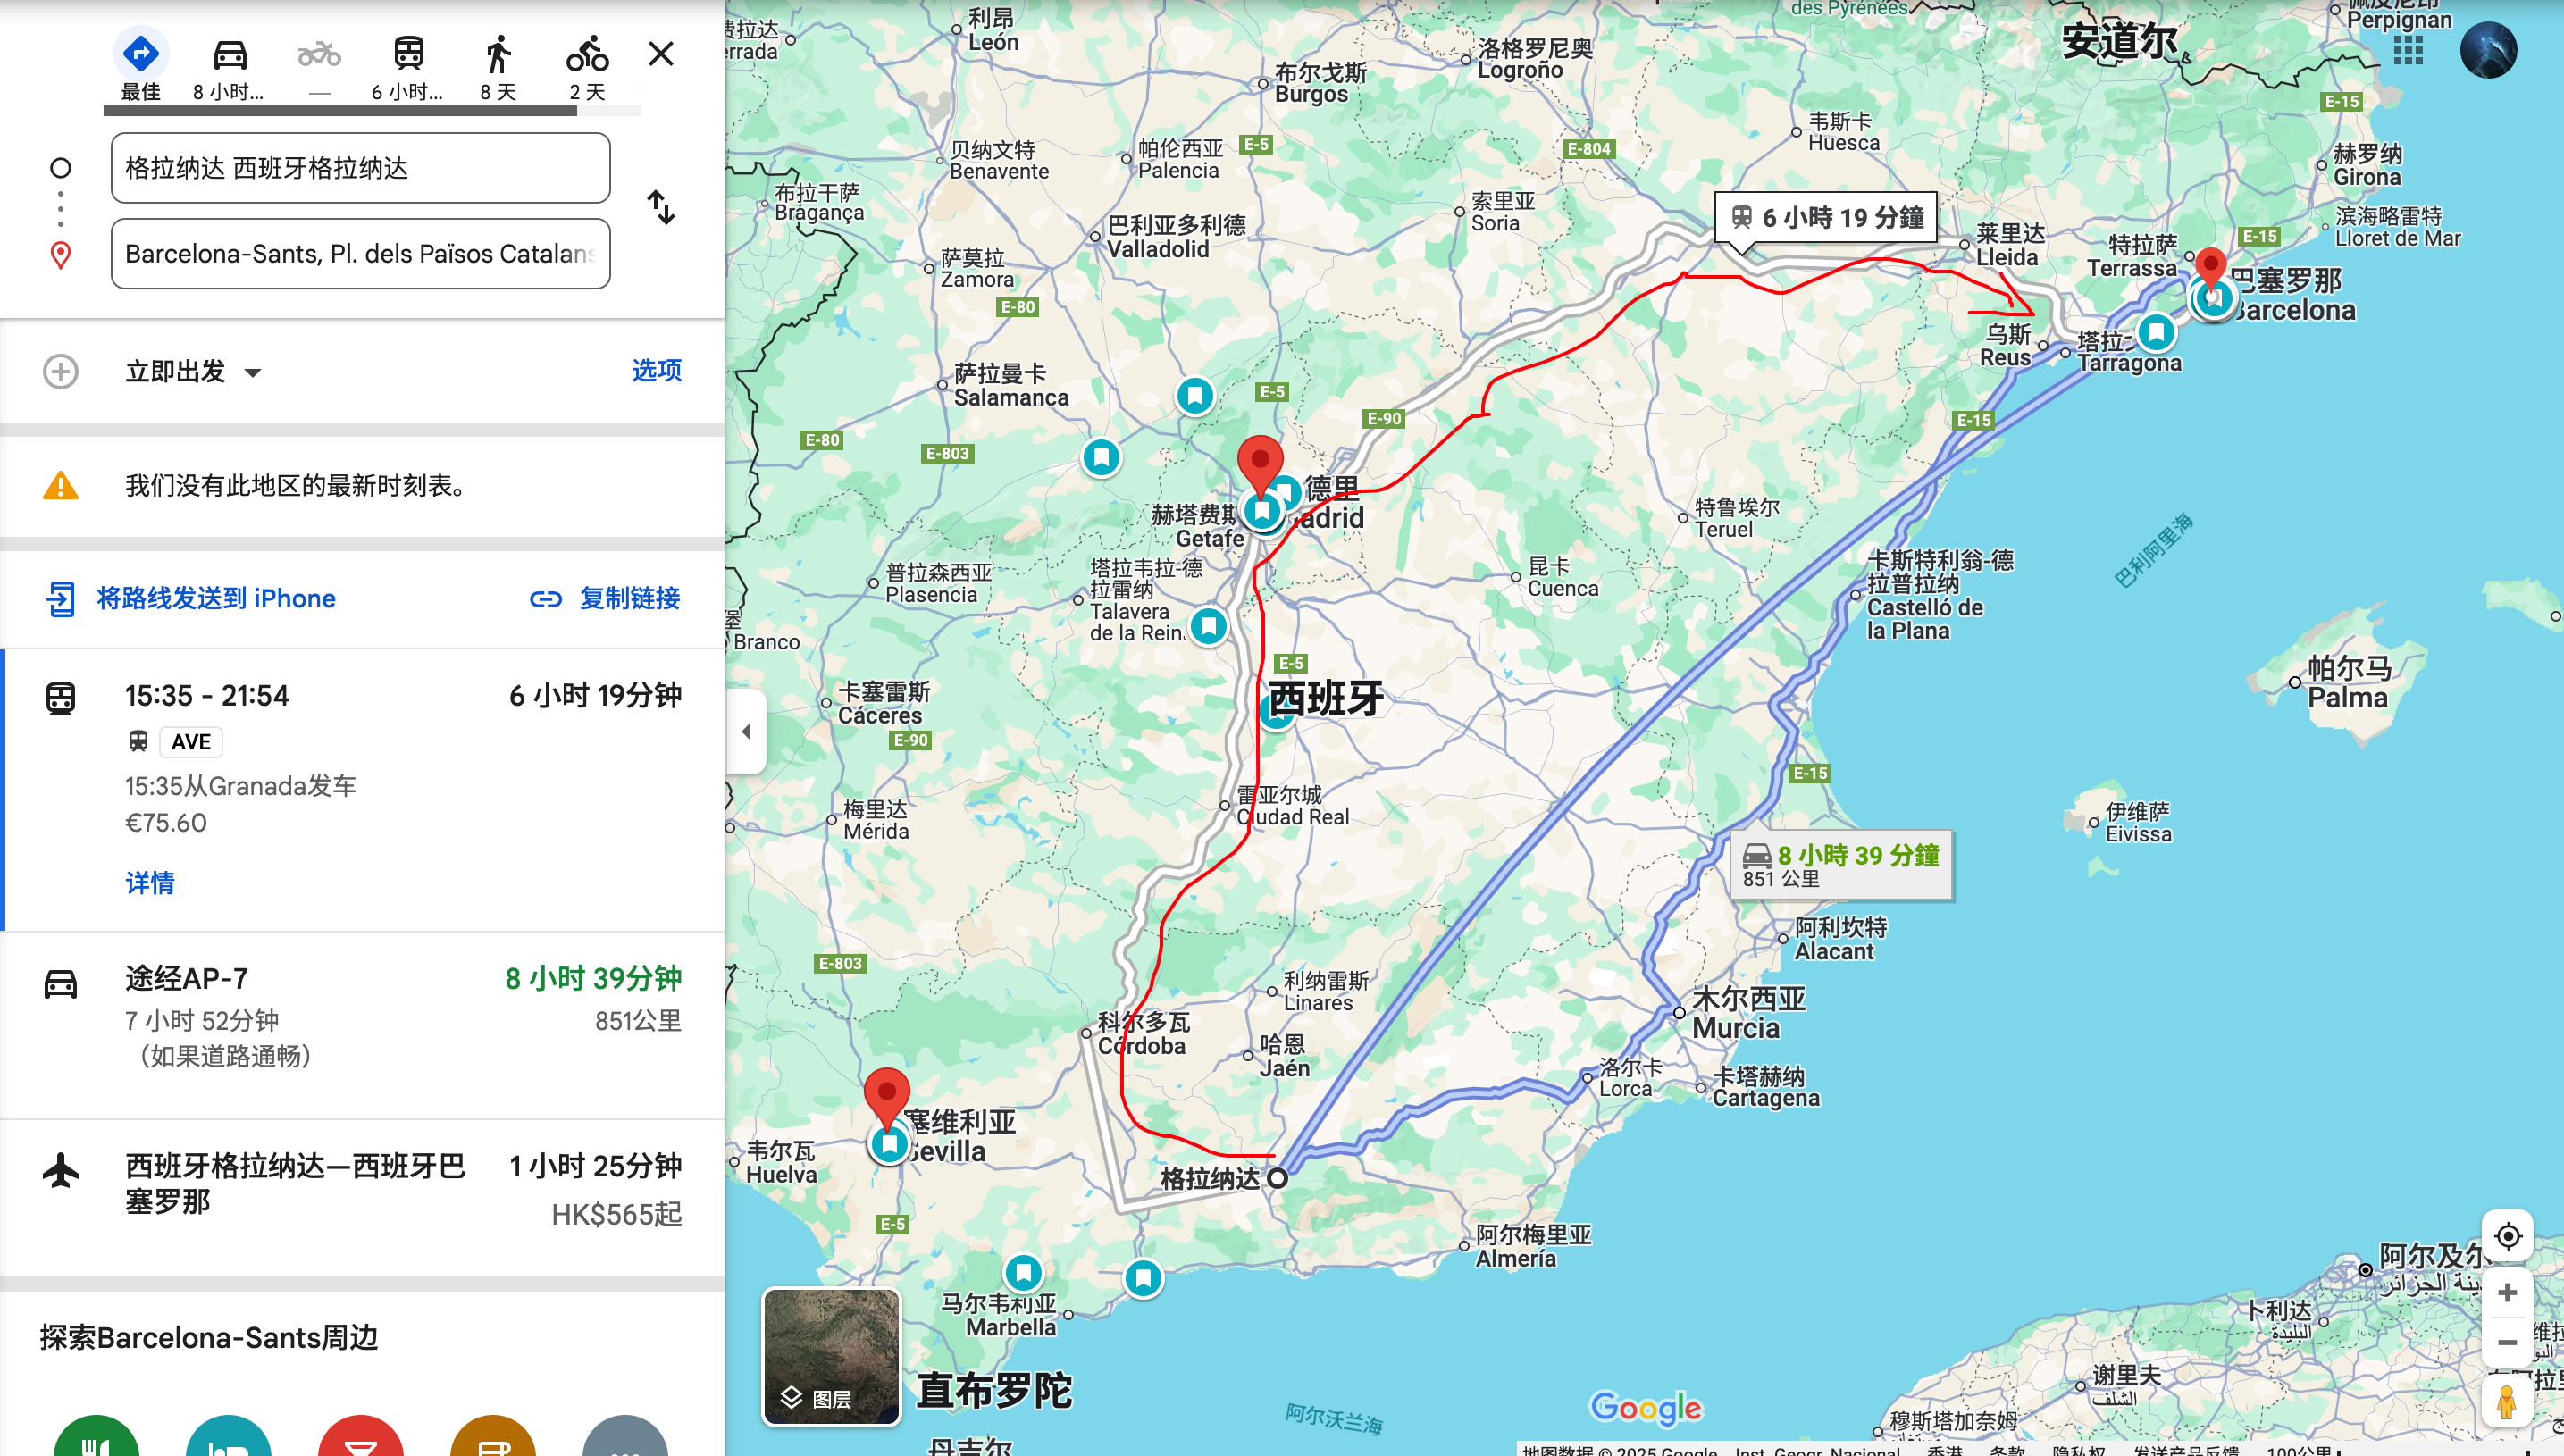 最佳
8 小时...
—
6 小时...
8 天
2 天
格拉纳达 西班牙格拉纳达
Barcelona-Sants, Pl. dels Països Catalans
立即出发
选项
我们没有此地区的最新时刻表。
将路线发送到 iPhone
复制链接
15:35 - 21:54
6 小时 19分钟
AVE
15:35从Granada发车
€75.60
详情
途经AP-7
8 小时 39分钟
7 小时 52分钟
851公里
（如果道路通畅）
西班牙格拉纳达—西班牙巴
塞罗那
1 小时 25分钟
HK$565起
探索Barcelona-Sants周边
利昂
León
布尔戈斯
Burgos
洛格罗尼奥
Logroño
des Pyrénées
安道尔
Perpignan
E-15
E-5
E-804
韦斯卡
Huesca
赫罗纳
Girona
贝纳文特
Benavente
帕伦西亚
Palencia
布拉干萨
Bragança
巴利亚多利德
Valladolid
索里亚
Soria
6 小時 19 分鐘
莱里达
Lleida
特拉萨
Terrassa
E-15
滨海略雷特
Lloret de Mar
萨莫拉
Zamora
E-80
巴塞罗那
Barcelona
乌斯
Reus
Tarragona
萨拉曼卡
Salamanca
E-5
E-90
E-15
E-80
E-803
德里
adrid
赫塔费斯
Getafe
特鲁埃尔
Teruel
巴利阿里海
塔拉韦拉-德
拉雷纳
Talavera
de la Rein
普拉森西亚
Plasencia
昆卡
Cuenca
卡斯特利翁-德
拉普拉纳
Castelló de
la Plana
Branco
E-5
西班牙
卡塞雷斯
Cáceres
E-90
帕尔马
Palma
E-15
梅里达
Mérida
雷亚尔城
Ciudad Real
伊维萨
Eivissa
8 小時 39 分鐘
851 公里
阿利坎特
Alacant
E-803
利纳雷斯
Linares
木尔西亚
Murcia
科尔多瓦
Córdoba
哈恩
Jaén
洛尔卡
Lorca
卡塔赫纳
Cartagena
塞维利亚
Sevilla
韦尔瓦
Huelva
格拉纳达
E-5
阿尔梅里亚
Almería
马尔韦利亚
Marbella
阿尔及尔
卜利达
البليدة
图层
直布罗陀
阿尔沃兰海
Google
谢里夫
الشلف
穆斯塔加奈姆
丹吉尔
地图数据 © 2025 Google, Inst. Geogr. Nacional
香港
条款
隐私权
发送产品反馈
100公里